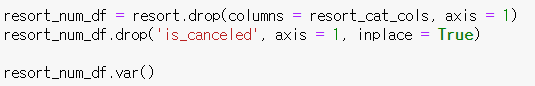 resort_num_df = resort.drop(columns = resort_cat_cols, axis = 1)
resort_num_df.drop('is_canceled', axis = 1, inplace = True)
resort_num_df.var()